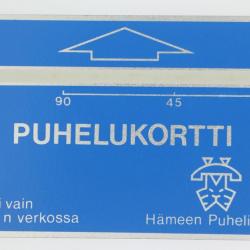 90 45
PUHELUKORTTI
i vain
n verkossa Hämeen Puheli